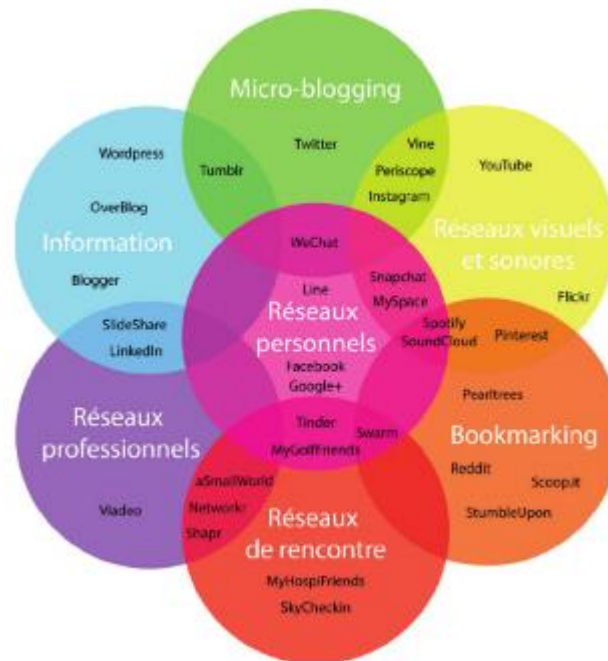 Micro-blogging
Twitter
Vine
Periscope
Instagram
Wordpress
Tumblr
YouTube
OverBlog
Information
Blogger
WeChat
Réseaux visuels
et sonores
Snapchat
MySpace
Flickr
Line
Réseaux
personnels
Facebook
Google+
SlideShare
LinkedIn
Spotify
SoundCloud
Pinterest
Pearltrees
Réseaux
professionnels
Viadeo
Tinder
MyGolfFriends
Swarm
Bookmarking
Reddit
Scoop.it
StumbleUpon
aSmallWorld
Networkr
Shapr
Réseaux
de rencontre
MyHospiFriends
SkyCheckin